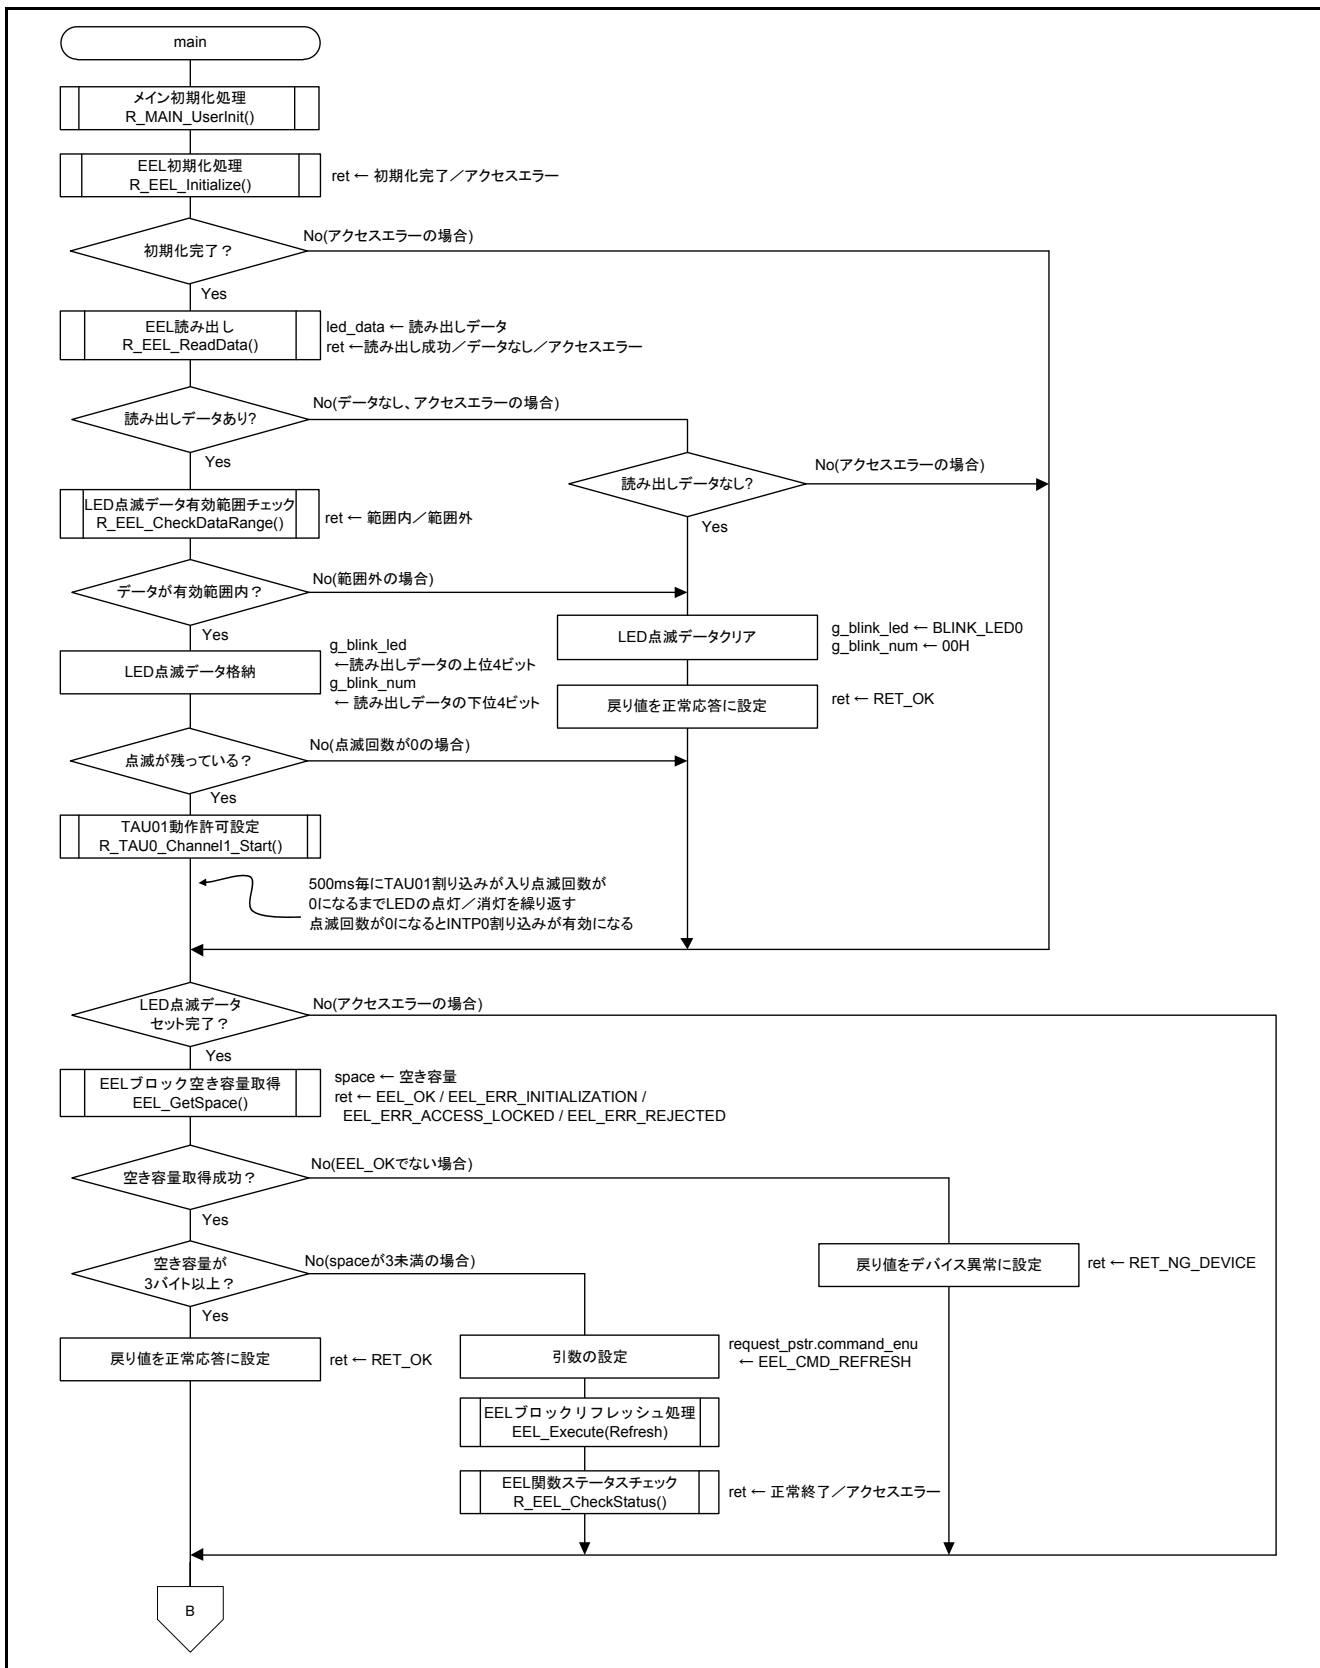 main
メイン初期化処理
R_MAIN_UserInit()
EEL初期化処理
R_EEL_Initialize()
ret ← 初期化完了／アクセスエラー
初期化完了？
No(アクセスエラーの場合)
Yes
EEL読み出し
R_EEL_ReadData()
led_data ← 読み出しデータ
ret ←読み出し成功／データなし／アクセスエラー
読み出しデータあり?
No(データなし、アクセスエラーの場合)
Yes
読み出しデータなし?
No(アクセスエラーの場合)
Yes
LED点滅データ有効範囲チェック
R_EEL_CheckDataRange()
ret ← 範囲内／範囲外
データが有効範囲内？
No(範囲外の場合)
Yes
LED点滅データクリア
g_blink_led ← BLINK_LED0
g_blink_num ← 00H
LED点滅データ格納
g_blink_led
←読み出しデータの上位4ビット
g_blink_num
← 読み出しデータの下位4ビット
戻り値を正常応答に設定
ret ← RET_OK
点滅が残っている？
No(点滅回数が0の場合)
Yes
TAU01動作許可設定
R_TAU0_Channel1_Start()
500ms毎にTAU01割り込みが入り点滅回数が
0になるまでLEDの点灯／消灯を繰り返す
点滅回数が0になるとINTP0割り込みが有効になる
LED点滅データ
セット完了？
No(アクセスエラーの場合)
Yes
EELブロック空き容量取得
EEL_GetSpace()
space ← 空き容量
ret ← EEL_OK / EEL_ERR_INITIALIZATION /
EEL_ERR_ACCESS_LOCKED / EEL_ERR_REJECTED
空き容量取得成功？
No(EEL_OKでない場合)
Yes
空き容量が
3バイト以上？
No(spaceが3未満の場合)
Yes
戻り値をデバイス異常に設定
ret ← RET_NG_DEVICE
戻り値を正常応答に設定
ret ← RET_OK
引数の設定
request_pstr.command_enu
← EEL_CMD_REFRESH
EELブロックリフレッシュ処理
EEL_Execute(Refresh)
EEL関数ステータスチェック
R_EEL_CheckStatus()
ret ← 正常終了／アクセスエラー
B